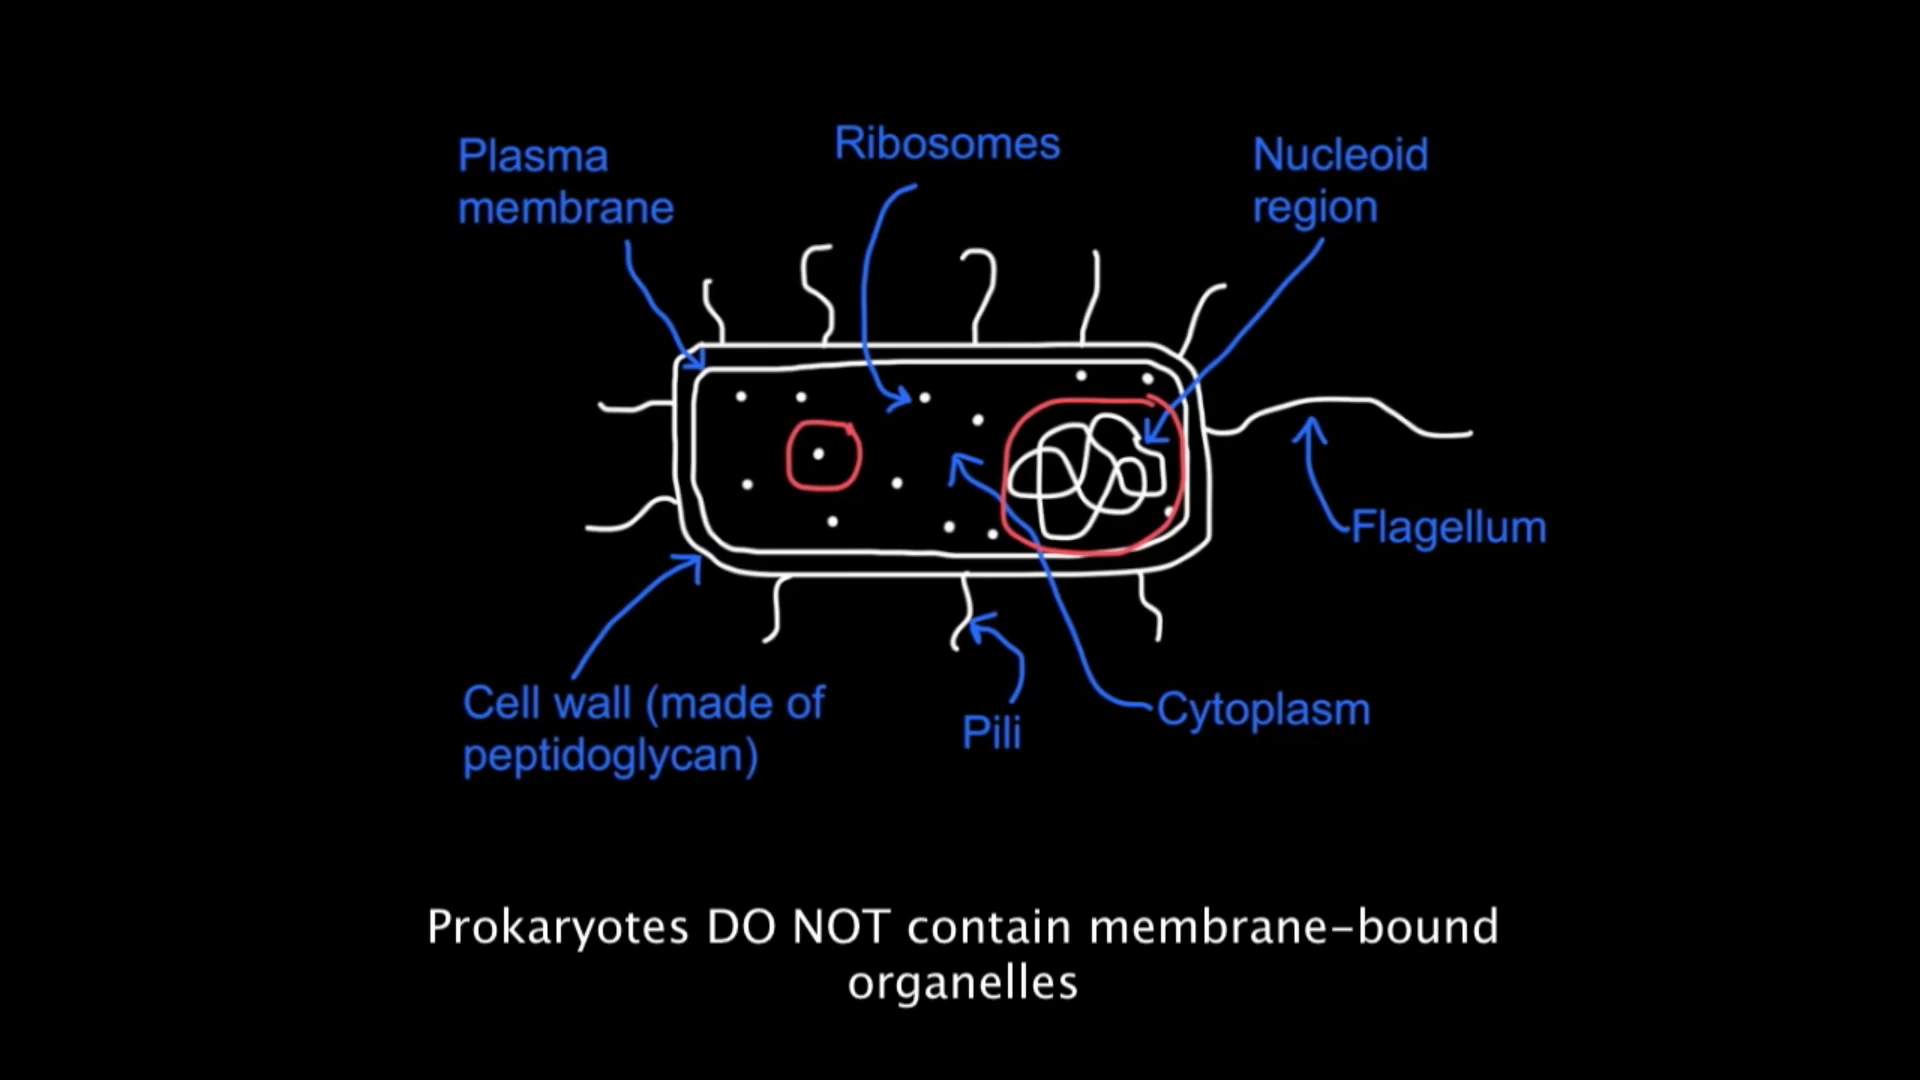 Plasma
membrane
Ribosomes
Nucleoid
region
Flagellum
Cell wall (made of
peptidoglycan)
Pili
Cytoplasm
Prokaryotes DO NOT contain membrane-bound
organelles